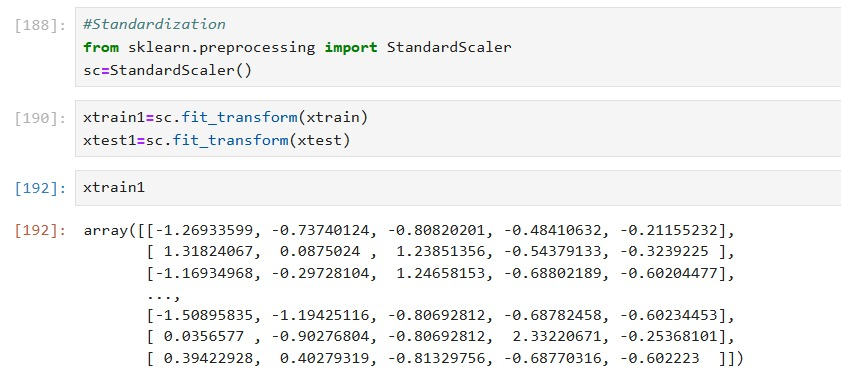 [188]: #Standardization
from sklearn.preprocessing import StandardScaler
sc=StandardScaler()
[190]: xtrain1=sc.fit_transform(xtrain)
xtest1=sc.fit_transform(xtest)
[192]: xtrain1
[192]: array([[-1.26933599, -0.73740124, -0.80820201, -0.48410632, -0.21155232],
[ 1.31824067, 0.0875024 , 1.23851356, -0.54379133, -0.3239225 ],
[-1.16934968, -0.29728104, 1.24658153, -0.68802189, -0.60204477],
...,
[-1.50895835, -1.19425116, -0.80692812, -0.68782458, -0.60234453],
[ 0.0356577 , -0.90276804, -0.80692812, 2.33220671, -0.25368101],
[ 0.39422928, 0.40279319, -0.81329756, -0.68770316, -0.602223 ]])